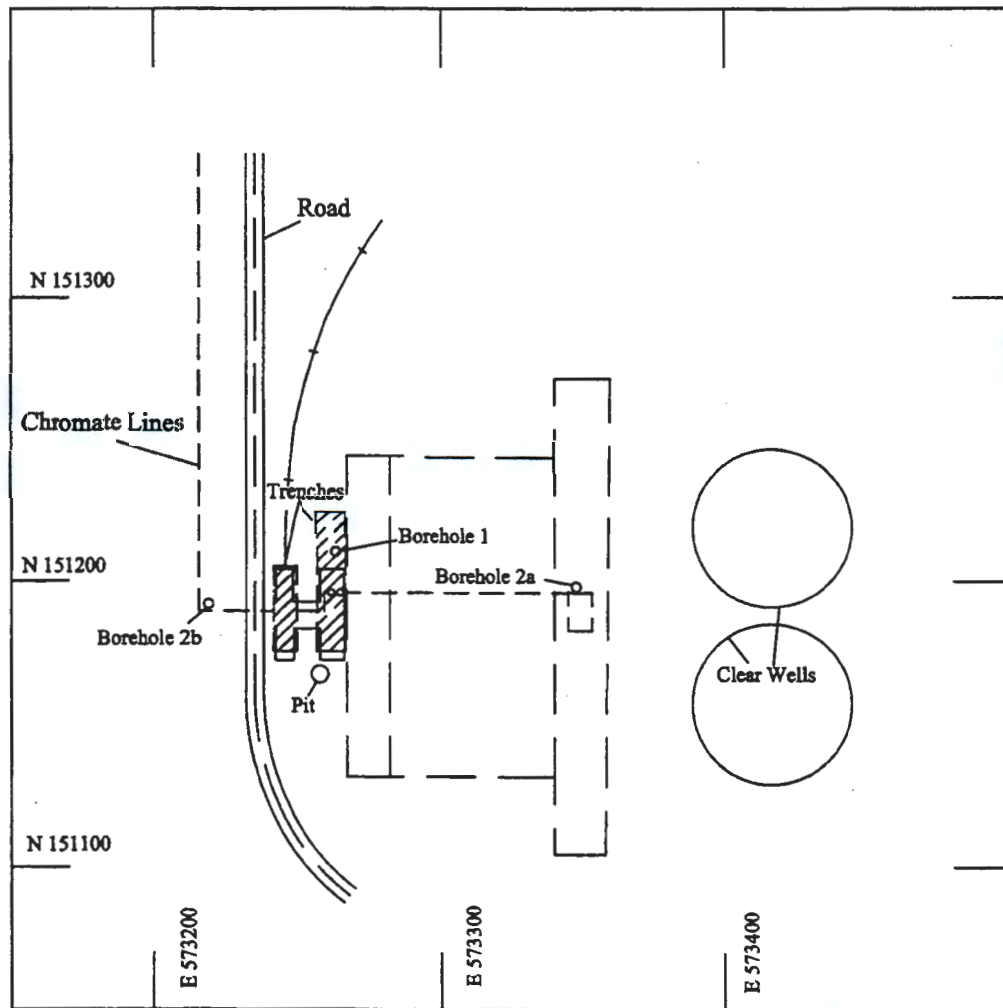 Road
N 151300
Chromate Lines
Trenches
Borehole 1
N 151200
Borehole 2a
Borehole 2b
Clear Wells
Pit
N 151100
E 573200
E 573300
E 573400